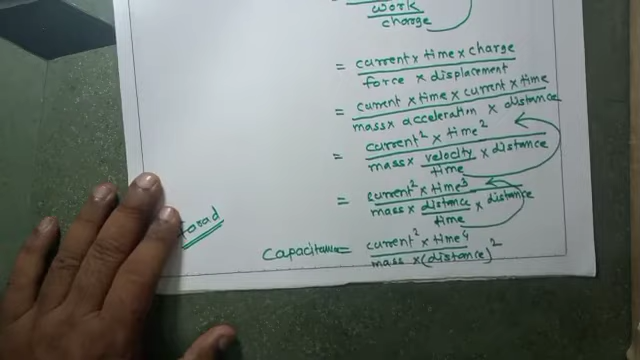 work
charge
= current × time × charge
force × displacement
= current × time × current × time
mass × acceleration × distance
= current² × time²
mass × velocity × distance
time
= current² × time³
mass × distance × distance
time
Farad
Capacitance = current² × time⁴
mass × (distance)²